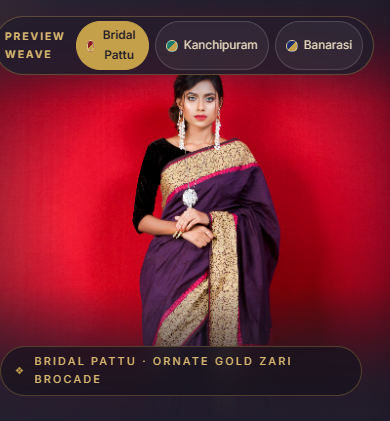 PREVIEW
WEAVE
Bridal
Pattu
Kanchipuram
Banarasi
BRIDAL PATTU · ORNATE GOLD ZARI
BROCADE